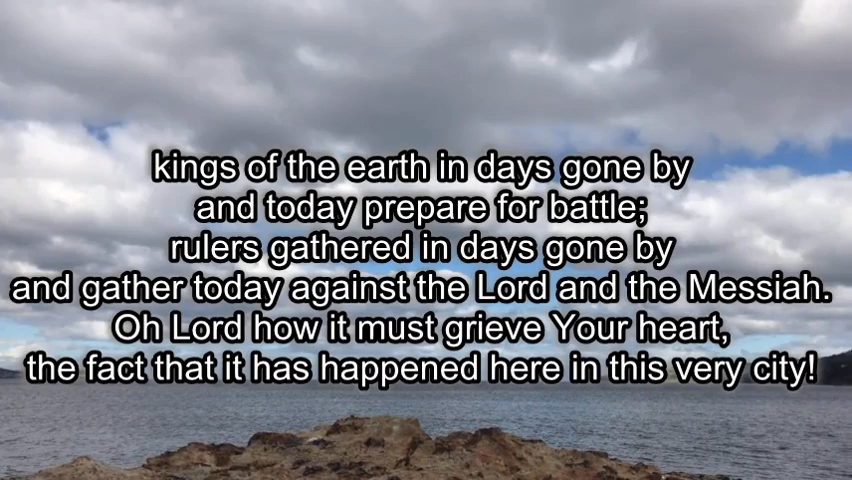 kings of the earth in days gone by
and today prepare for battle;
rulers gathered in days gone by
and gather today against the Lord and the Messiah.
Oh Lord how it must grieve Your heart,
the fact that it has happened here in this very city!